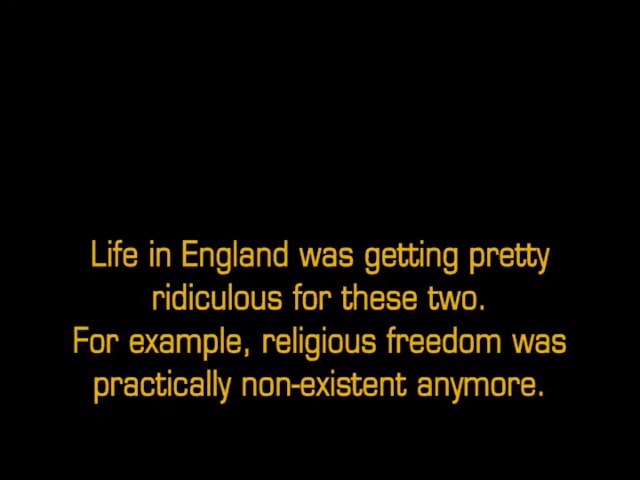 Life in England was getting pretty
ridiculous for these two.
For example, religious freedom was
practically non-existent anymore.